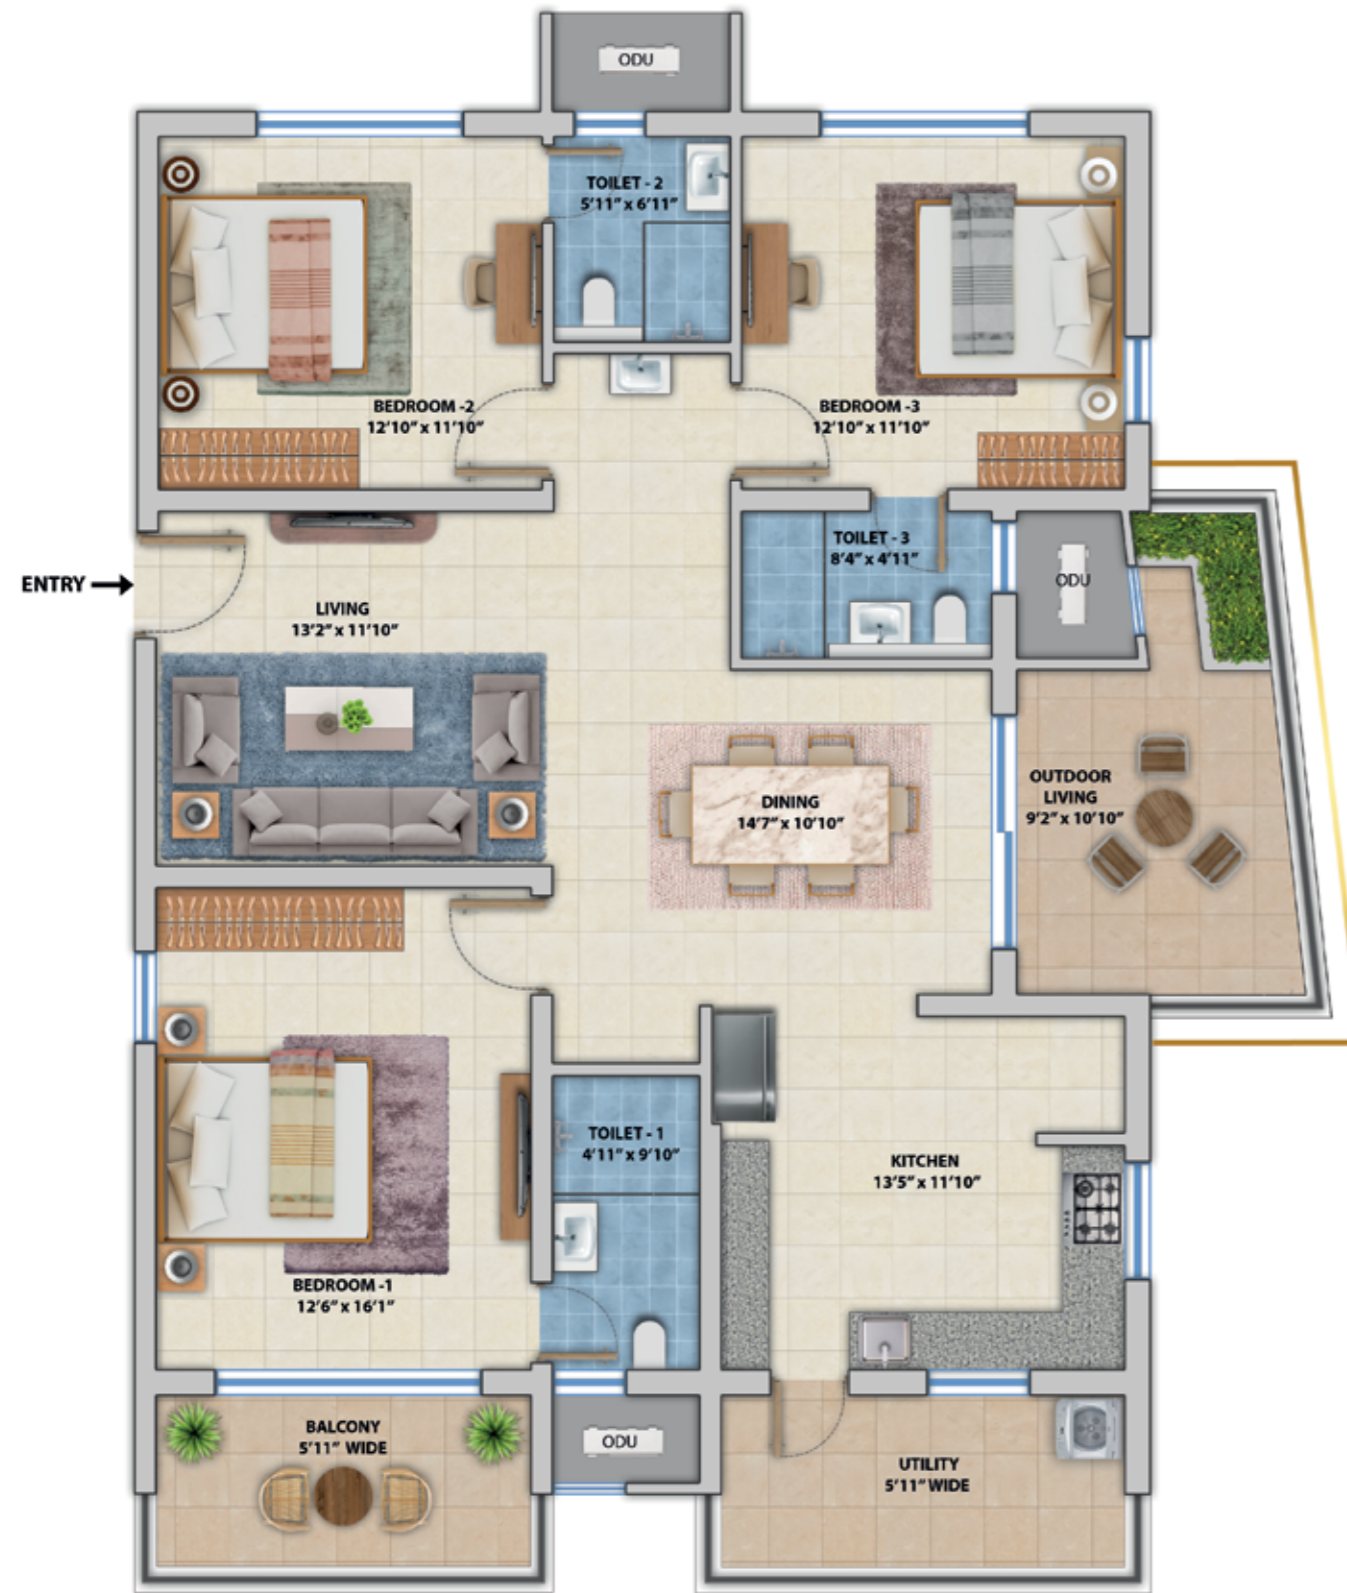 ODU
TOILET - 2
5'11" x 6'11"
BEDROOM -2
12'10" x 11'10"
BEDROOM -3
12'10" x 11'10"
TOILET - 3
8'4" x 4'11"
ODU
ENTRY
LIVING
13'2" x 11'10"
OUTDOOR
LIVING
9'2" x 10'10"
DINING
14'7" x 10'10"
TOILET - 1
4'11" x 9'10"
KITCHEN
13'5" x 11'10"
BEDROOM -1
12'6" x 16'1"
BALCONY
5'11" WIDE
ODU
UTILITY
5'11" WIDE